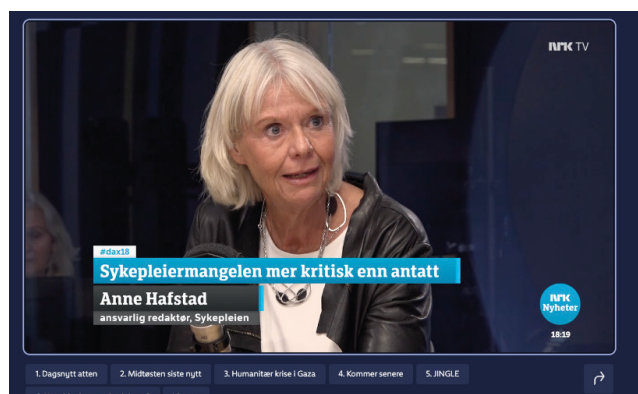 NRK TV
#dax18
Sykepleiermangelen mer kritisk enn antatt
Anne Hafstad
ansvarlig redaktør, Sykepleien
NRK
Nyheter
18:19
1. Dagsnytt atten 2. Midtøsten siste nytt 3. Humanitær krise i Gaza 4. Kommer senere 5. JINGLE